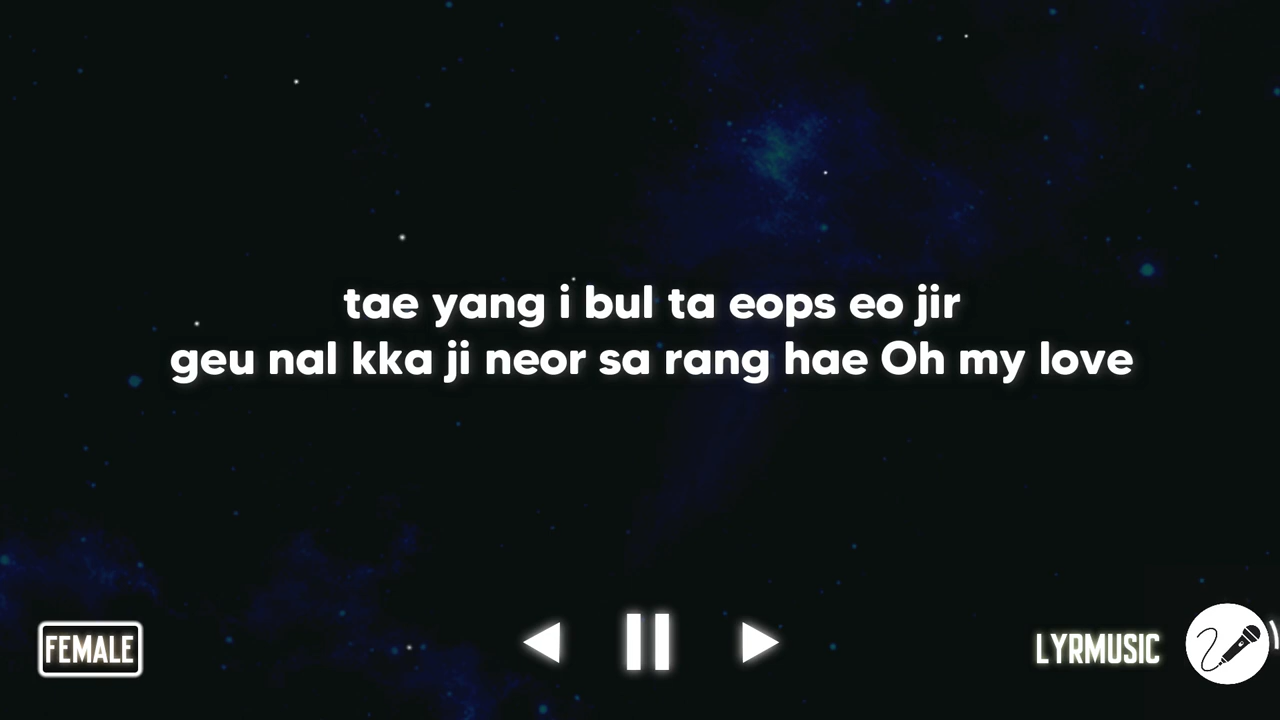 tae yang i bul ta eops eo jir
geu nal kka ji neor sa rang hae Oh my love
FEMALE
LYRMUSIC